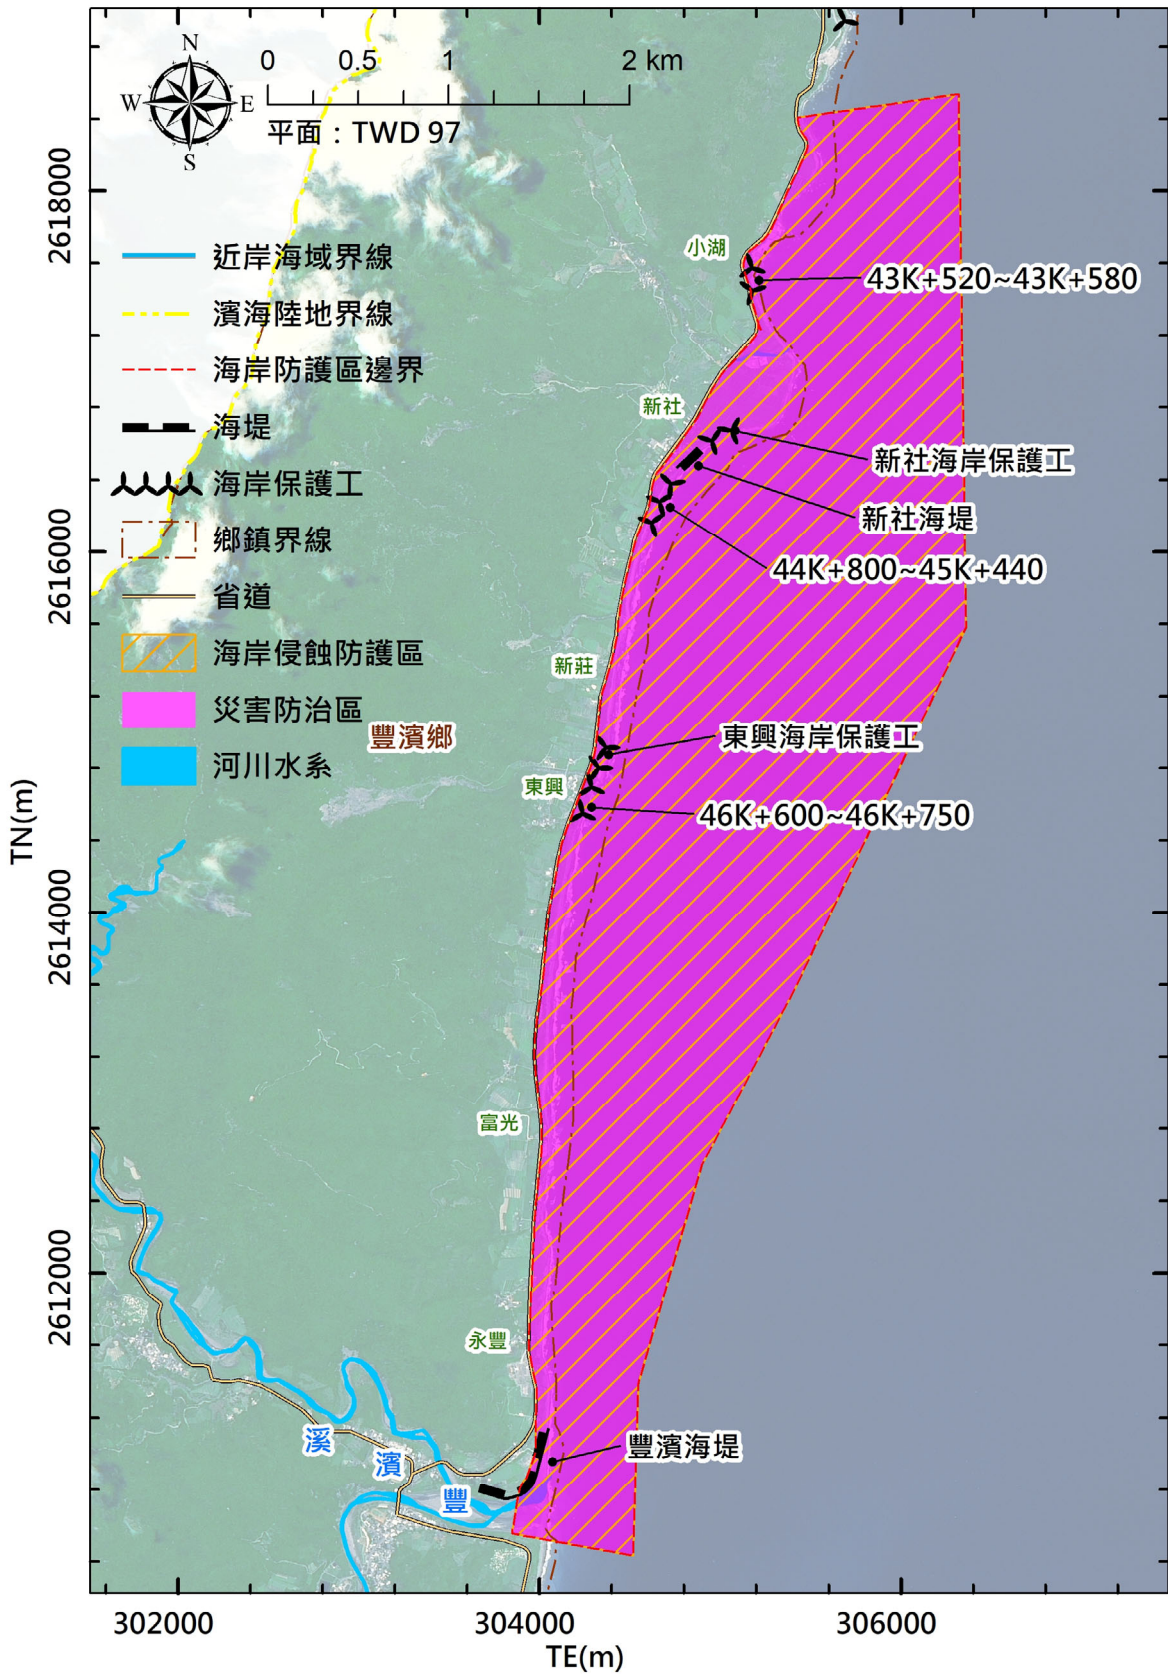 N
W
E
S
0
0.5
1
2 km
平面：TWD 97
近岸海域界線
濱海陸地界線
海岸防護區邊界
海堤
海岸保護工
鄉鎮界線
省道
海岸侵蝕防護區
災害防治區
河川水系
小湖
43K+520~43K+580
新社
新社海岸保護工
新社海堤
44K+800~45K+440
新莊
豐濱鄉
東興海岸保護工
東興
46K+600~46K+750
富光
永豐
豐濱海堤
豐濱溪
2618000
2616000
2614000
2612000
TN(m)
302000
304000
306000
TE(m)